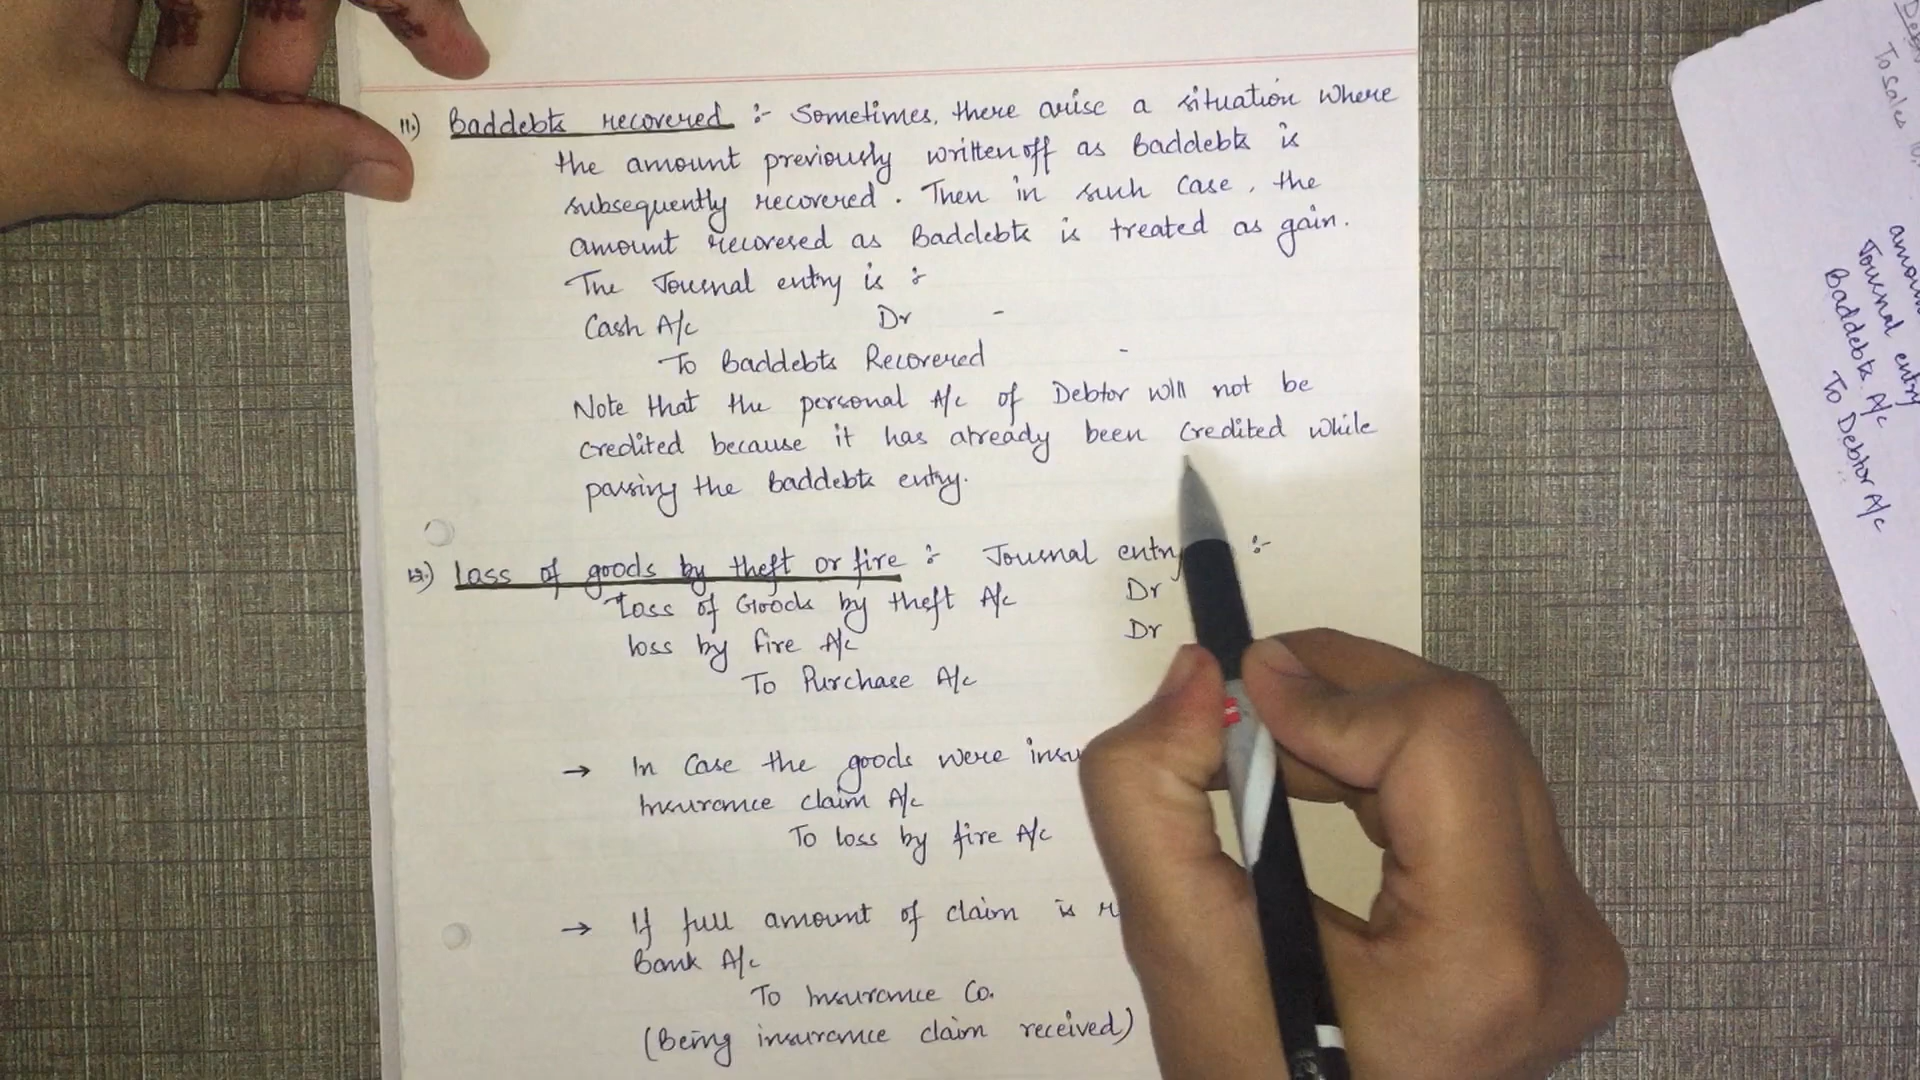 11.) Baddebts recovered :- Sometimes, there arise a situation where
the amount previously written off as Baddebts is
subsequently recovered. Then in such case, the
amount recovered as Baddebts is treated as gain.
The Journal entry is :-
Cash A/c Dr -
To Baddebts Recovered -
Note that the personal A/c of Debtor will not be
credited because it has already been credited while
passing the Baddebts entry.
12.) Loss of goods by theft or fire :- Journal entry :-
Loss of Goods by theft A/c Dr
loss by fire A/c Dr
To Purchase A/c
→ In case the goods were
Insurance claim A/c
To loss by fire A/c
→ If full amount of claim is
Bank A/c
To Insurance Co.
(Being insurance claim received)
To Sales
Journal entry
Baddebts A/c
To Debtor A/c